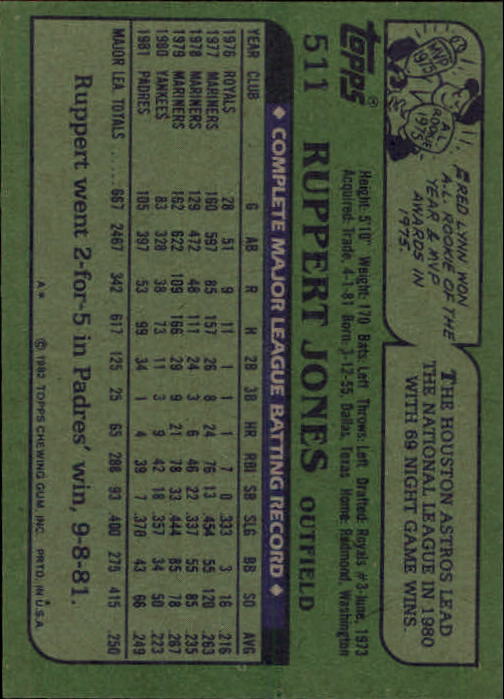 MVP
1975
A.L.
ROOKIE
1975
FRED LYNN WON
A.L. ROOKIE OF THE
YEAR & MVP
AWARDS IN
1975.
THE HOUSTON ASTROS LEAD
THE NATIONAL LEAGUE IN 1980
WITH 69 NIGHT GAME WINS.
Topps®
511 RUPPERT JONES OUTFIELD
Height: 5'10" Weight: 170 Bats: Left Throws: Left Drafted: Royals #3-June, 1973
Acquired: Trade, 4-1-81 Born: 3-12-55, Dallas, Texas Home: Redmond, Washington
◆ COMPLETE MAJOR LEAGUE BATTING RECORD ◆
YEAR CLUB G AB R H 2B 3B HR RBI SB SLG BB SO AVG
1976 ROYALS 28 51 9 11 1 1 1 7 0 .333 3 16 .216
1977 MARINERS 160 597 85 157 26 8 24 76 13 .454 55 120 .263
1978 MARINERS 129 472 48 111 24 3 6 46 22 .337 55 85 .235
1979 MARINERS 162 622 109 166 29 9 21 78 33 .444 85 78 .267
1980 YANKEES 83 328 38 73 11 3 9 42 18 .357 34 50 .223
1981 PADRES 105 397 53 99 34 1 4 39 7 .370 43 66 .249
MAJOR LEA. TOTALS ..... 667 2467 342 617 125 25 65 288 93 .400 275 415 .250
Ruppert went 2-for-5 in Padres' win, 9-8-81.
A* © 1982 TOPPS CHEWING GUM, INC. PRTD. IN U.S.A.